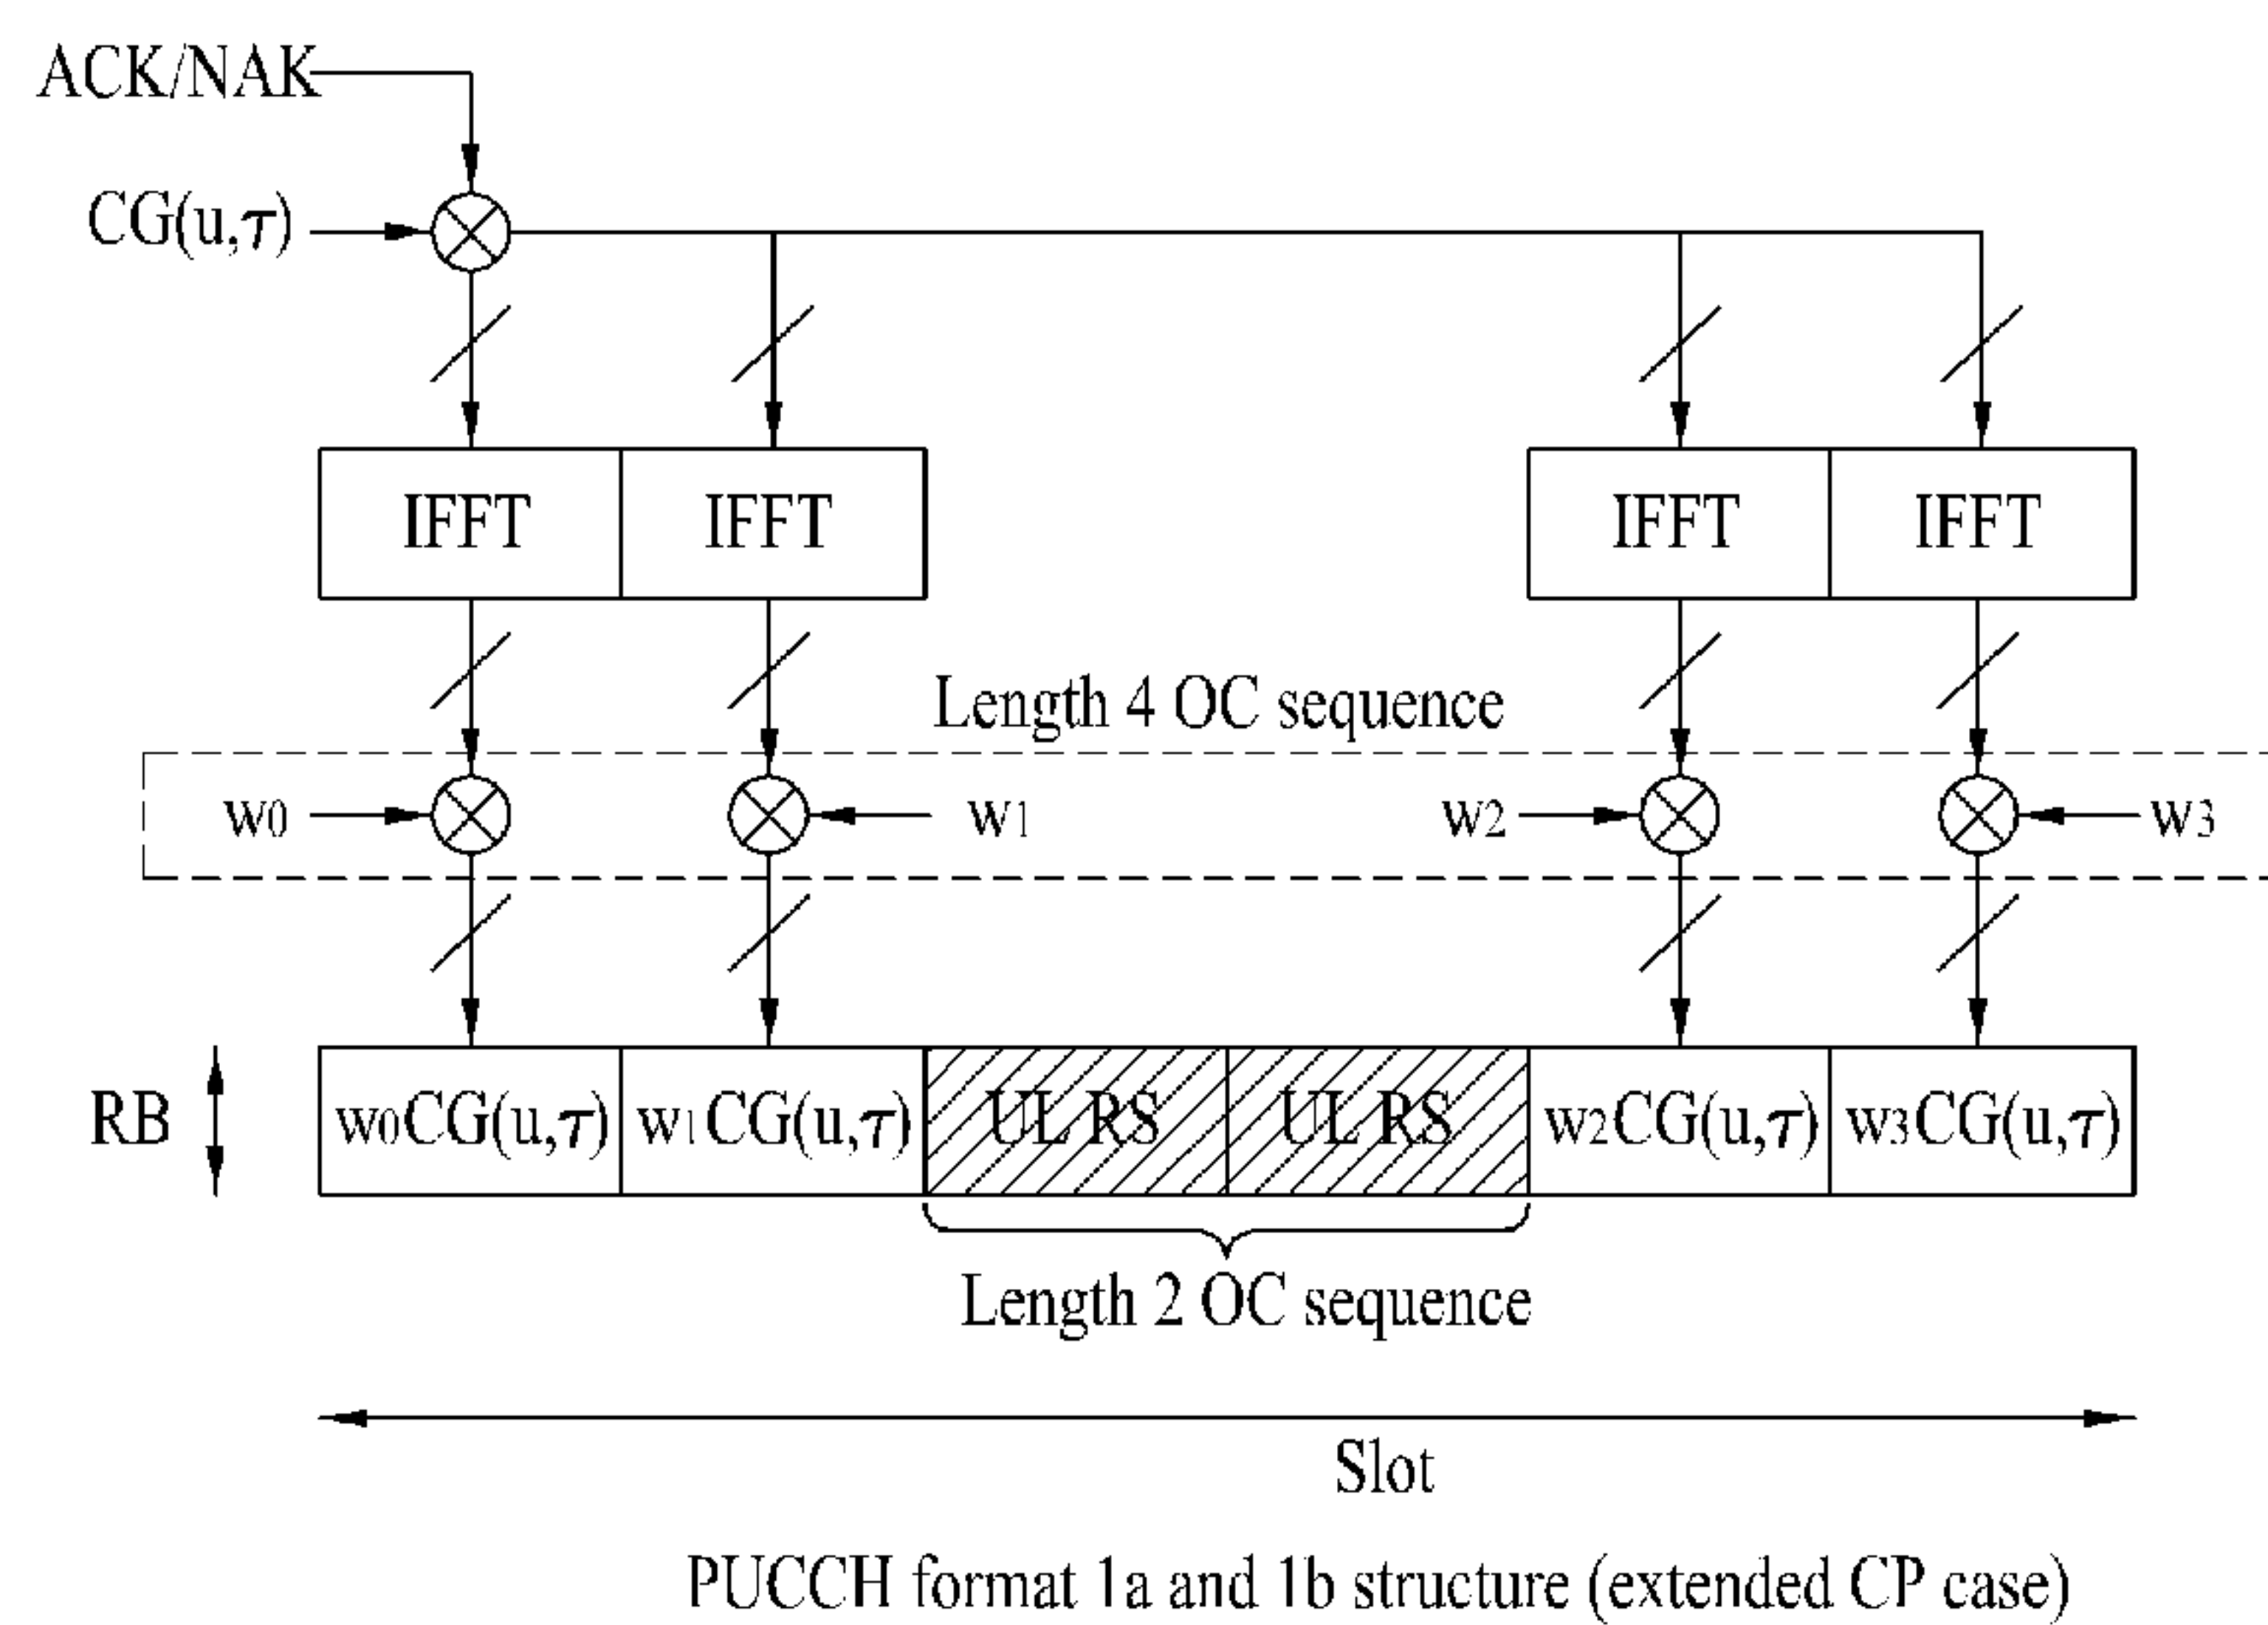 ACK/NAK
CG(u,τ)
IFFT IFFT IFFT IFFT
Length 4 OC sequence
w0 w1 w2 w3
RB w0CG(u,τ) w1CG(u,τ) UL RS UL RS w2CG(u,τ) w3CG(u,τ)
Length 2 OC sequence
Slot
PUCCH format 1a and 1b structure (extended CP case)